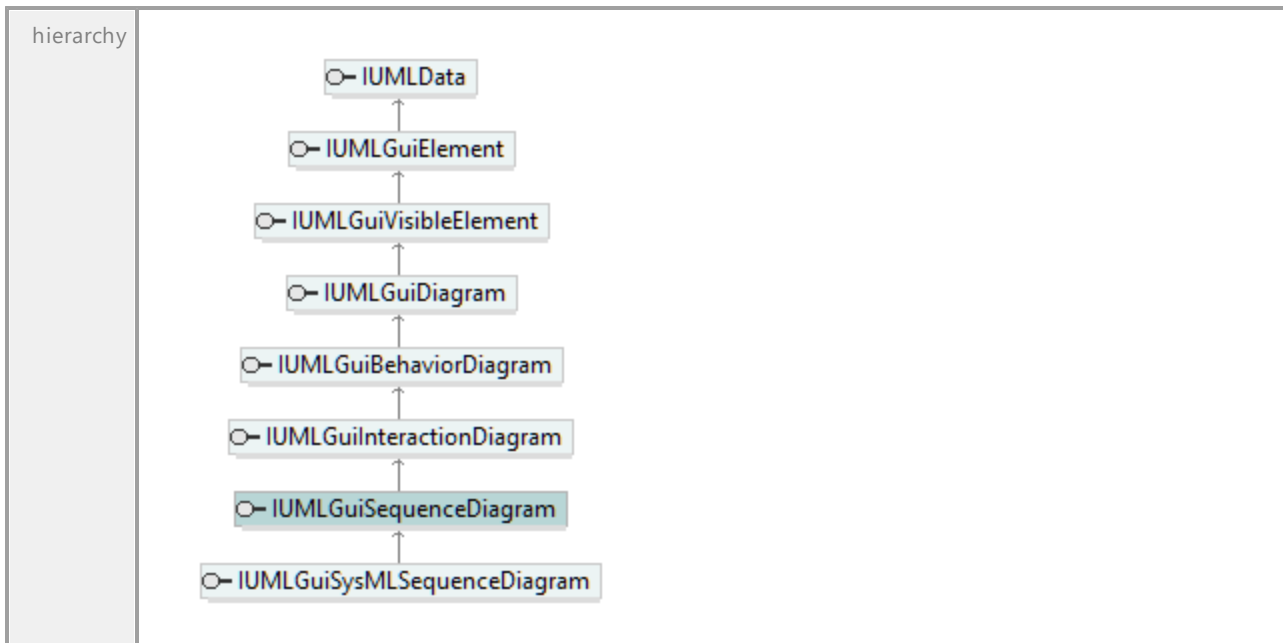 hierarchy
IUMLData
IUMLGuiElement
IUMLGuiVisibleElement
IUMLGuiDiagram
IUMLGuiBehaviorDiagram
IUMLGuiInteractionDiagram
IUMLGuiSequenceDiagram
IUMLGuiSysMLSequenceDiagram